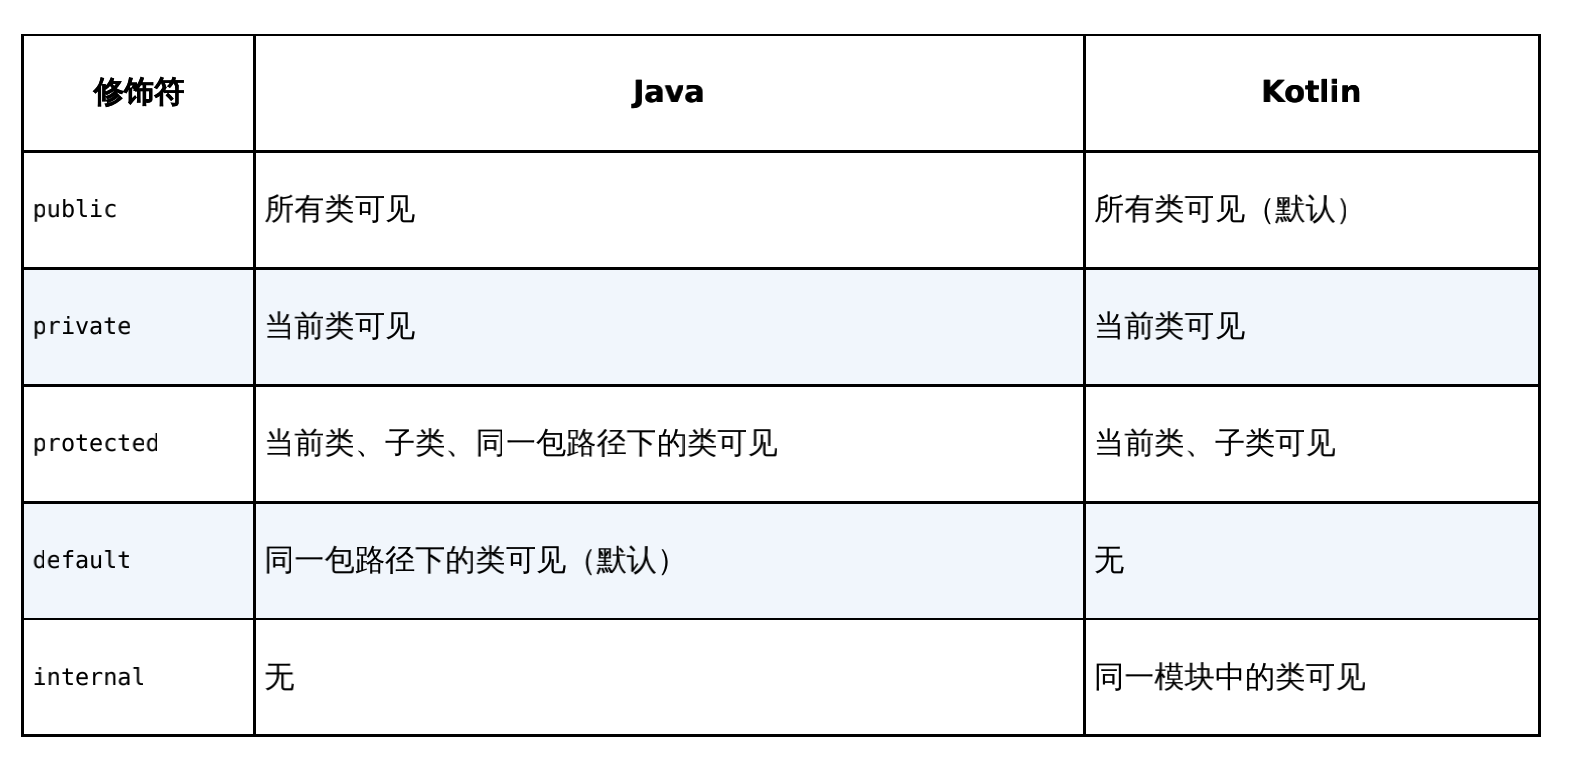 修饰符 Java Kotlin
public 所有类可见 所有类可见（默认）
private 当前类可见 当前类可见
protected 当前类、子类、同一包路径下的类可见 当前类、子类可见
default 同一包路径下的类可见（默认） 无
internal 无 同一模块中的类可见